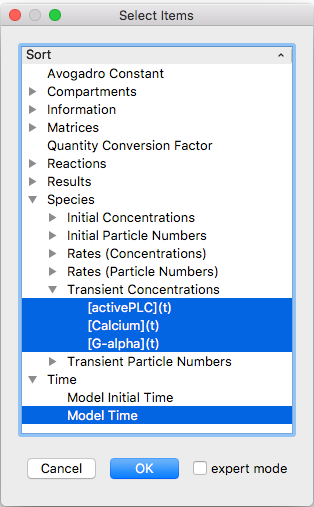 Select Items
Sort
Avogadro Constant
Compartments
Information
Matrices
Quantity Conversion Factor
Reactions
Results
Species
Initial Concentrations
Initial Particle Numbers
Rates (Concentrations)
Rates (Particle Numbers)
Transient Concentrations
[activePLC](t)
[Calcium](t)
[G-alpha](t)
Transient Particle Numbers
Time
Model Initial Time
Model Time
Cancel OK expert mode